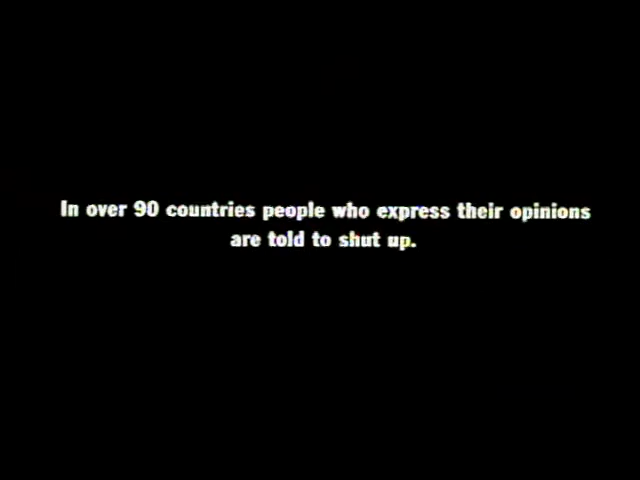 In over 90 countries people who express their opinions
are told to shut up.